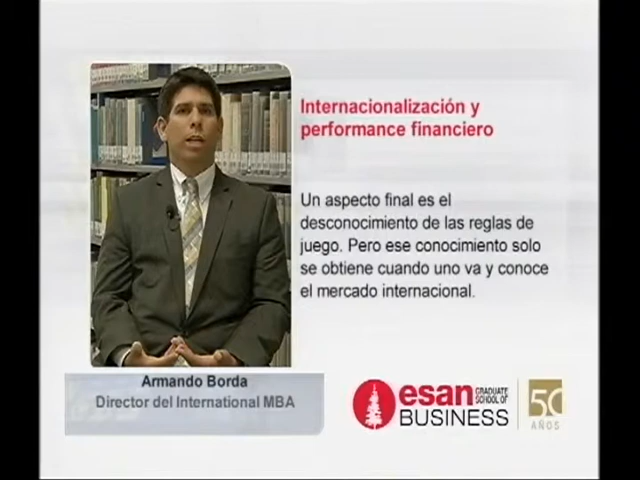 Internacionalización y
performance financiero
Un aspecto final es el
desconocimiento de las reglas de
juego. Pero ese conocimiento solo
se obtiene cuando uno va y conoce
el mercado internacional.
Armando Borda
Director del International MBA
esan GRADUATE
SCHOOL OF
BUSINESS
50
AÑOS